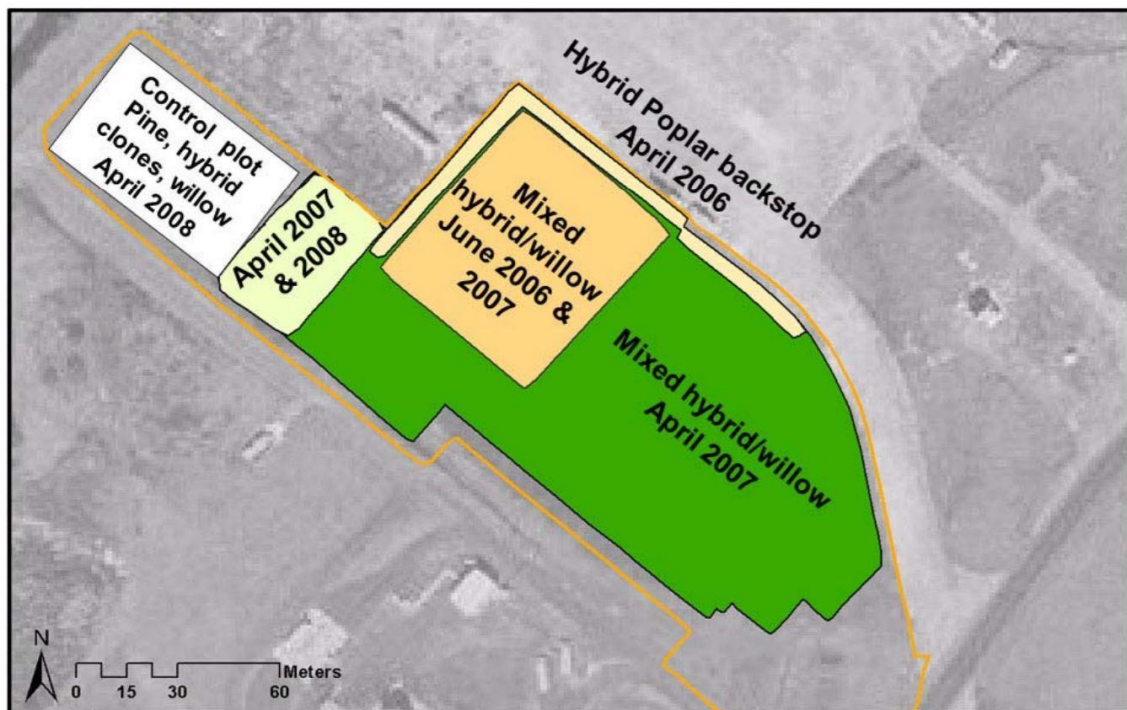 Control plot
Pine, hybrid
clones, willow
April 2008
April 2007
& 2008
Mixed
hybrid/willow
June 2006 &
2007
Hybrid Poplar backstop
April 2006
Mixed hybrid/willow
April 2007
N
Meters
0 15 30 60